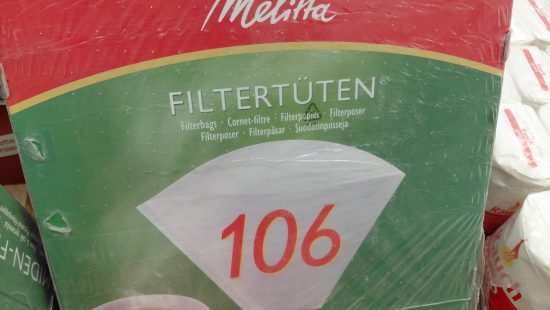 Melitta
FILTERTÜTEN®
Filterbags · Cornet-filtre · Filterpapier · Filterposer
Filterposer · Filterpåsar · Suodatinpusseja
106